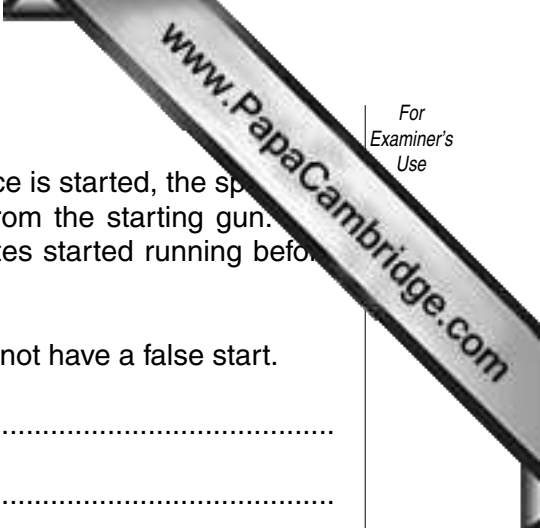 For
Examiner's
Use
www.PapaCambridge.com
ce is started, the sp
rom the starting gun.
tes started running befo
not have a false start.
................................................
................................................